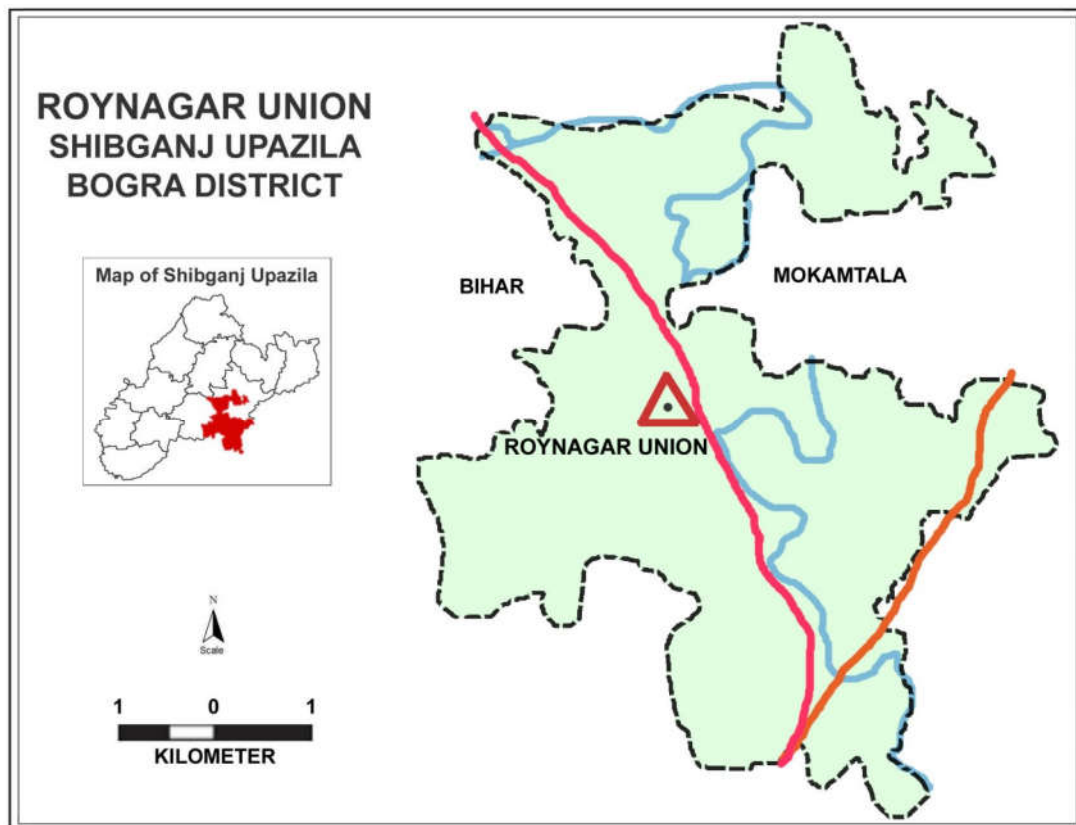 ROYNAGAR UNION
SHIBGANJ UPAZILA
BOGRA DISTRICT
Map of Shibganj Upazila
BIHAR
MOKAMTALA
ROYNAGAR UNION
N
Scale
1 0 1
KILOMETER